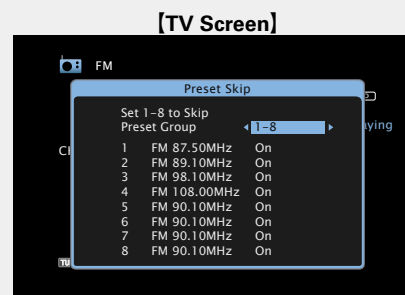 【TV Screen】
FM
Preset Skip
Set 1–8 to Skip
Preset Group 1–8
1 FM 87.50MHz On
2 FM 89.10MHz On
3 FM 98.10MHz On
4 FM 108.00MHz On
5 FM 90.10MHz On
6 FM 90.10MHz On
7 FM 90.10MHz On
8 FM 90.10MHz On